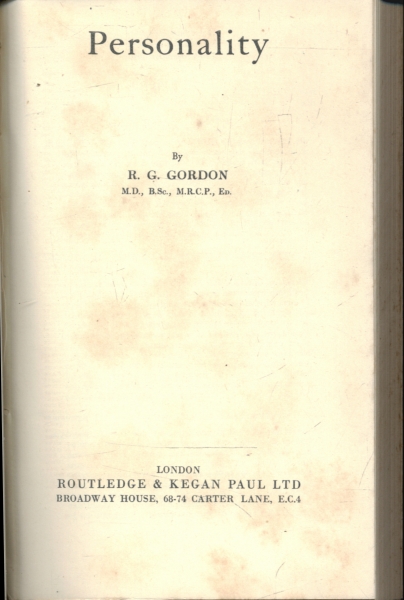 Personality
By
R. G. GORDON
M.D., B.Sc., M.R.C.P., Ed.
LONDON
ROUTLEDGE & KEGAN PAUL LTD
BROADWAY HOUSE, 68-74 CARTER LANE, E.C.4